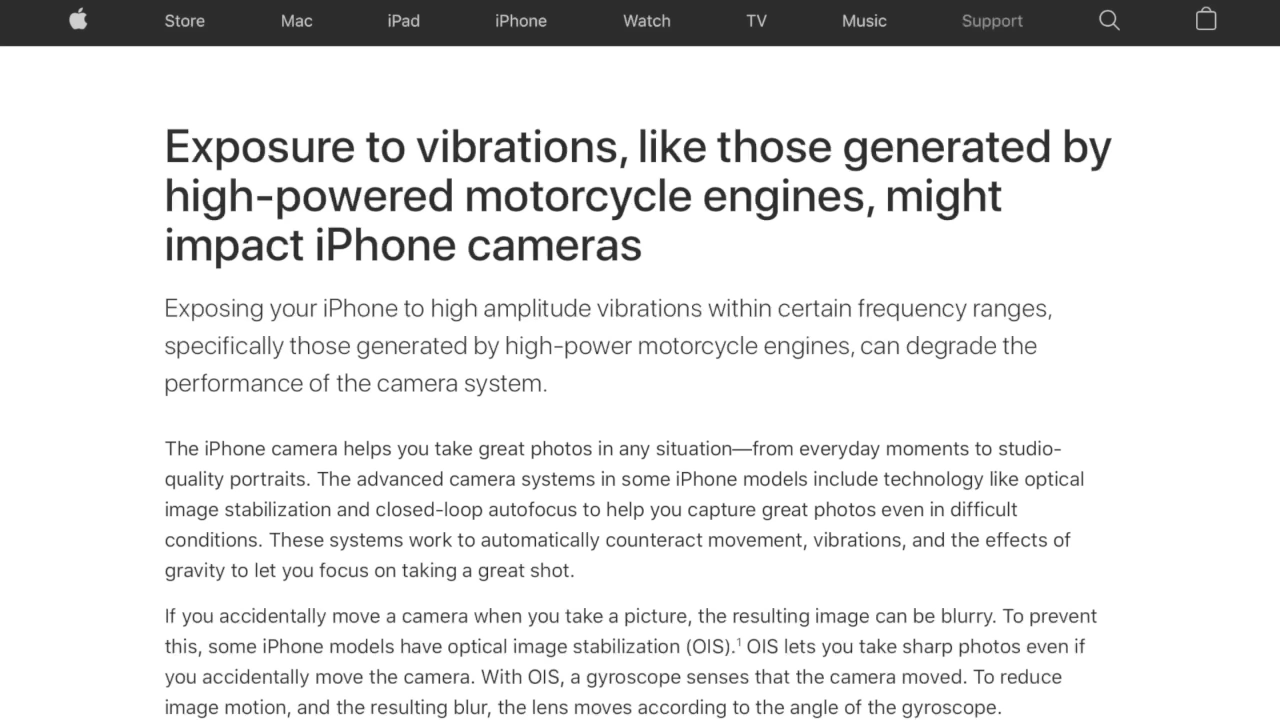 Store Mac iPad iPhone Watch TV Music Support
Exposure to vibrations, like those generated by
high-powered motorcycle engines, might
impact iPhone cameras
Exposing your iPhone to high amplitude vibrations within certain frequency ranges,
specifically those generated by high-power motorcycle engines, can degrade the
performance of the camera system.
The iPhone camera helps you take great photos in any situation—from everyday moments to studio-
quality portraits. The advanced camera systems in some iPhone models include technology like optical
image stabilization and closed-loop autofocus to help you capture great photos even in difficult
conditions. These systems work to automatically counteract movement, vibrations, and the effects of
gravity to let you focus on taking a great shot.
If you accidentally move a camera when you take a picture, the resulting image can be blurry. To prevent
this, some iPhone models have optical image stabilization (OIS).¹ OIS lets you take sharp photos even if
you accidentally move the camera. With OIS, a gyroscope senses that the camera moved. To reduce
image motion, and the resulting blur, the lens moves according to the angle of the gyroscope.